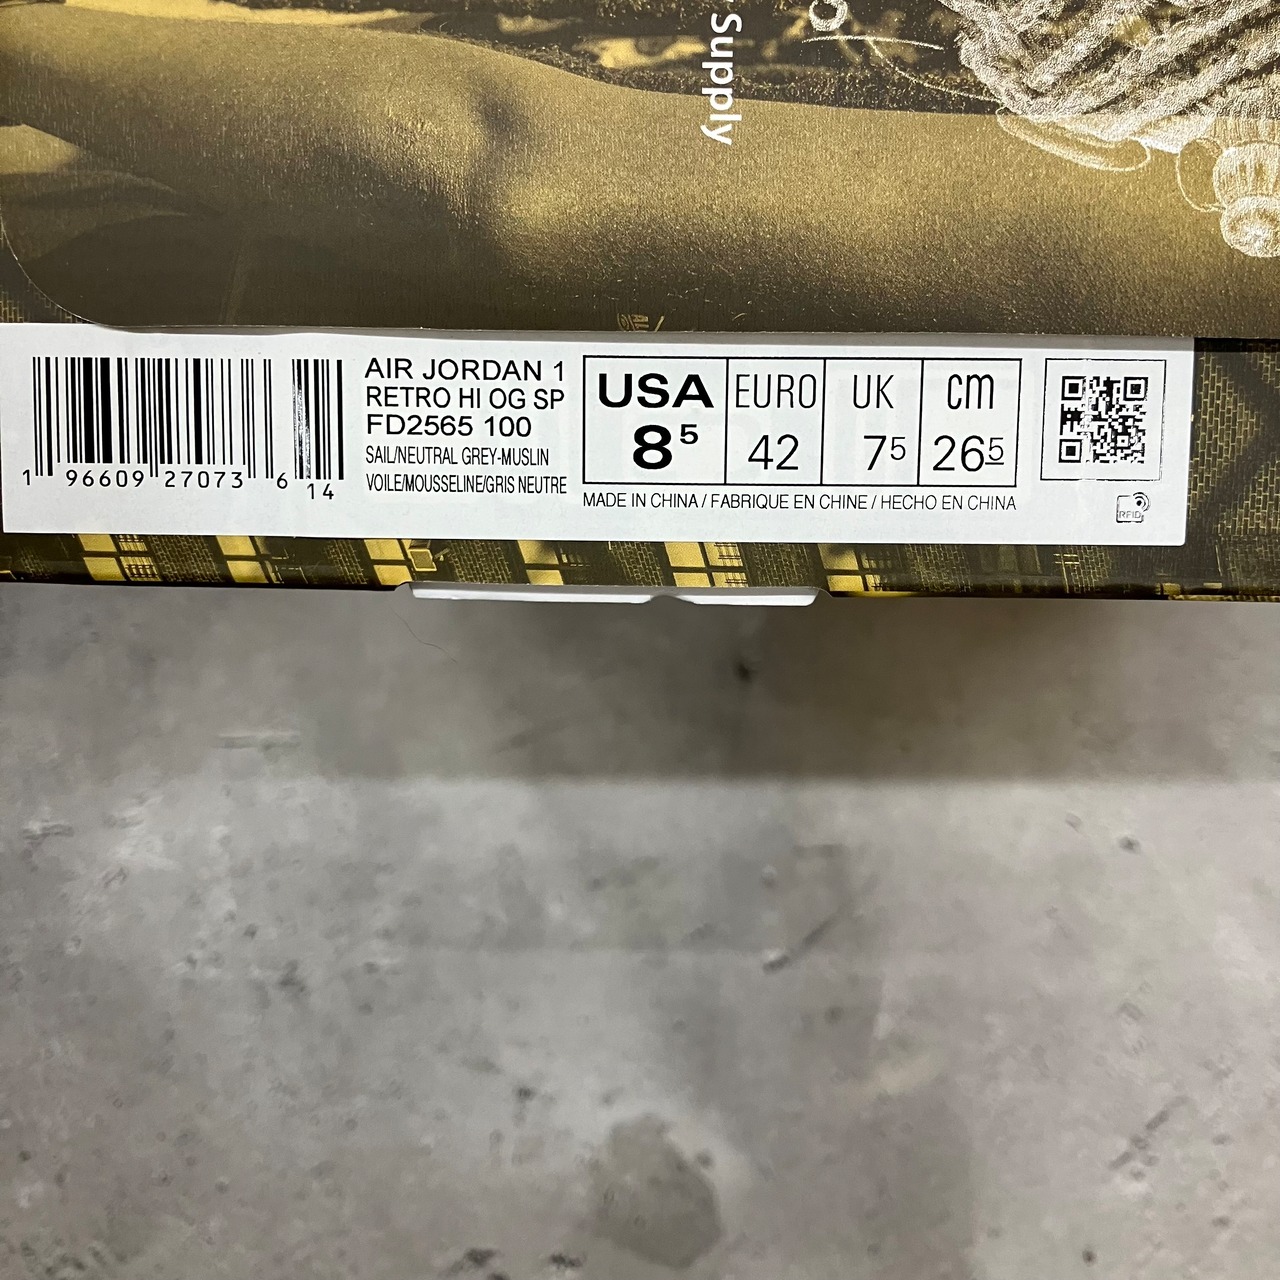 Supply
AIR JORDAN 1
RETRO HI OG SP
FD2565 100
SAIL/NEUTRAL GREY-MUSLIN
VOILE/MOUSSELINE/GRIS NEUTRE
1 96609 27073 6 14
USA EURO UK cm
8⁵ 42 7⁵ 26⁵
MADE IN CHINA / FABRIQUE EN CHINE / HECHO EN CHINA
RFID